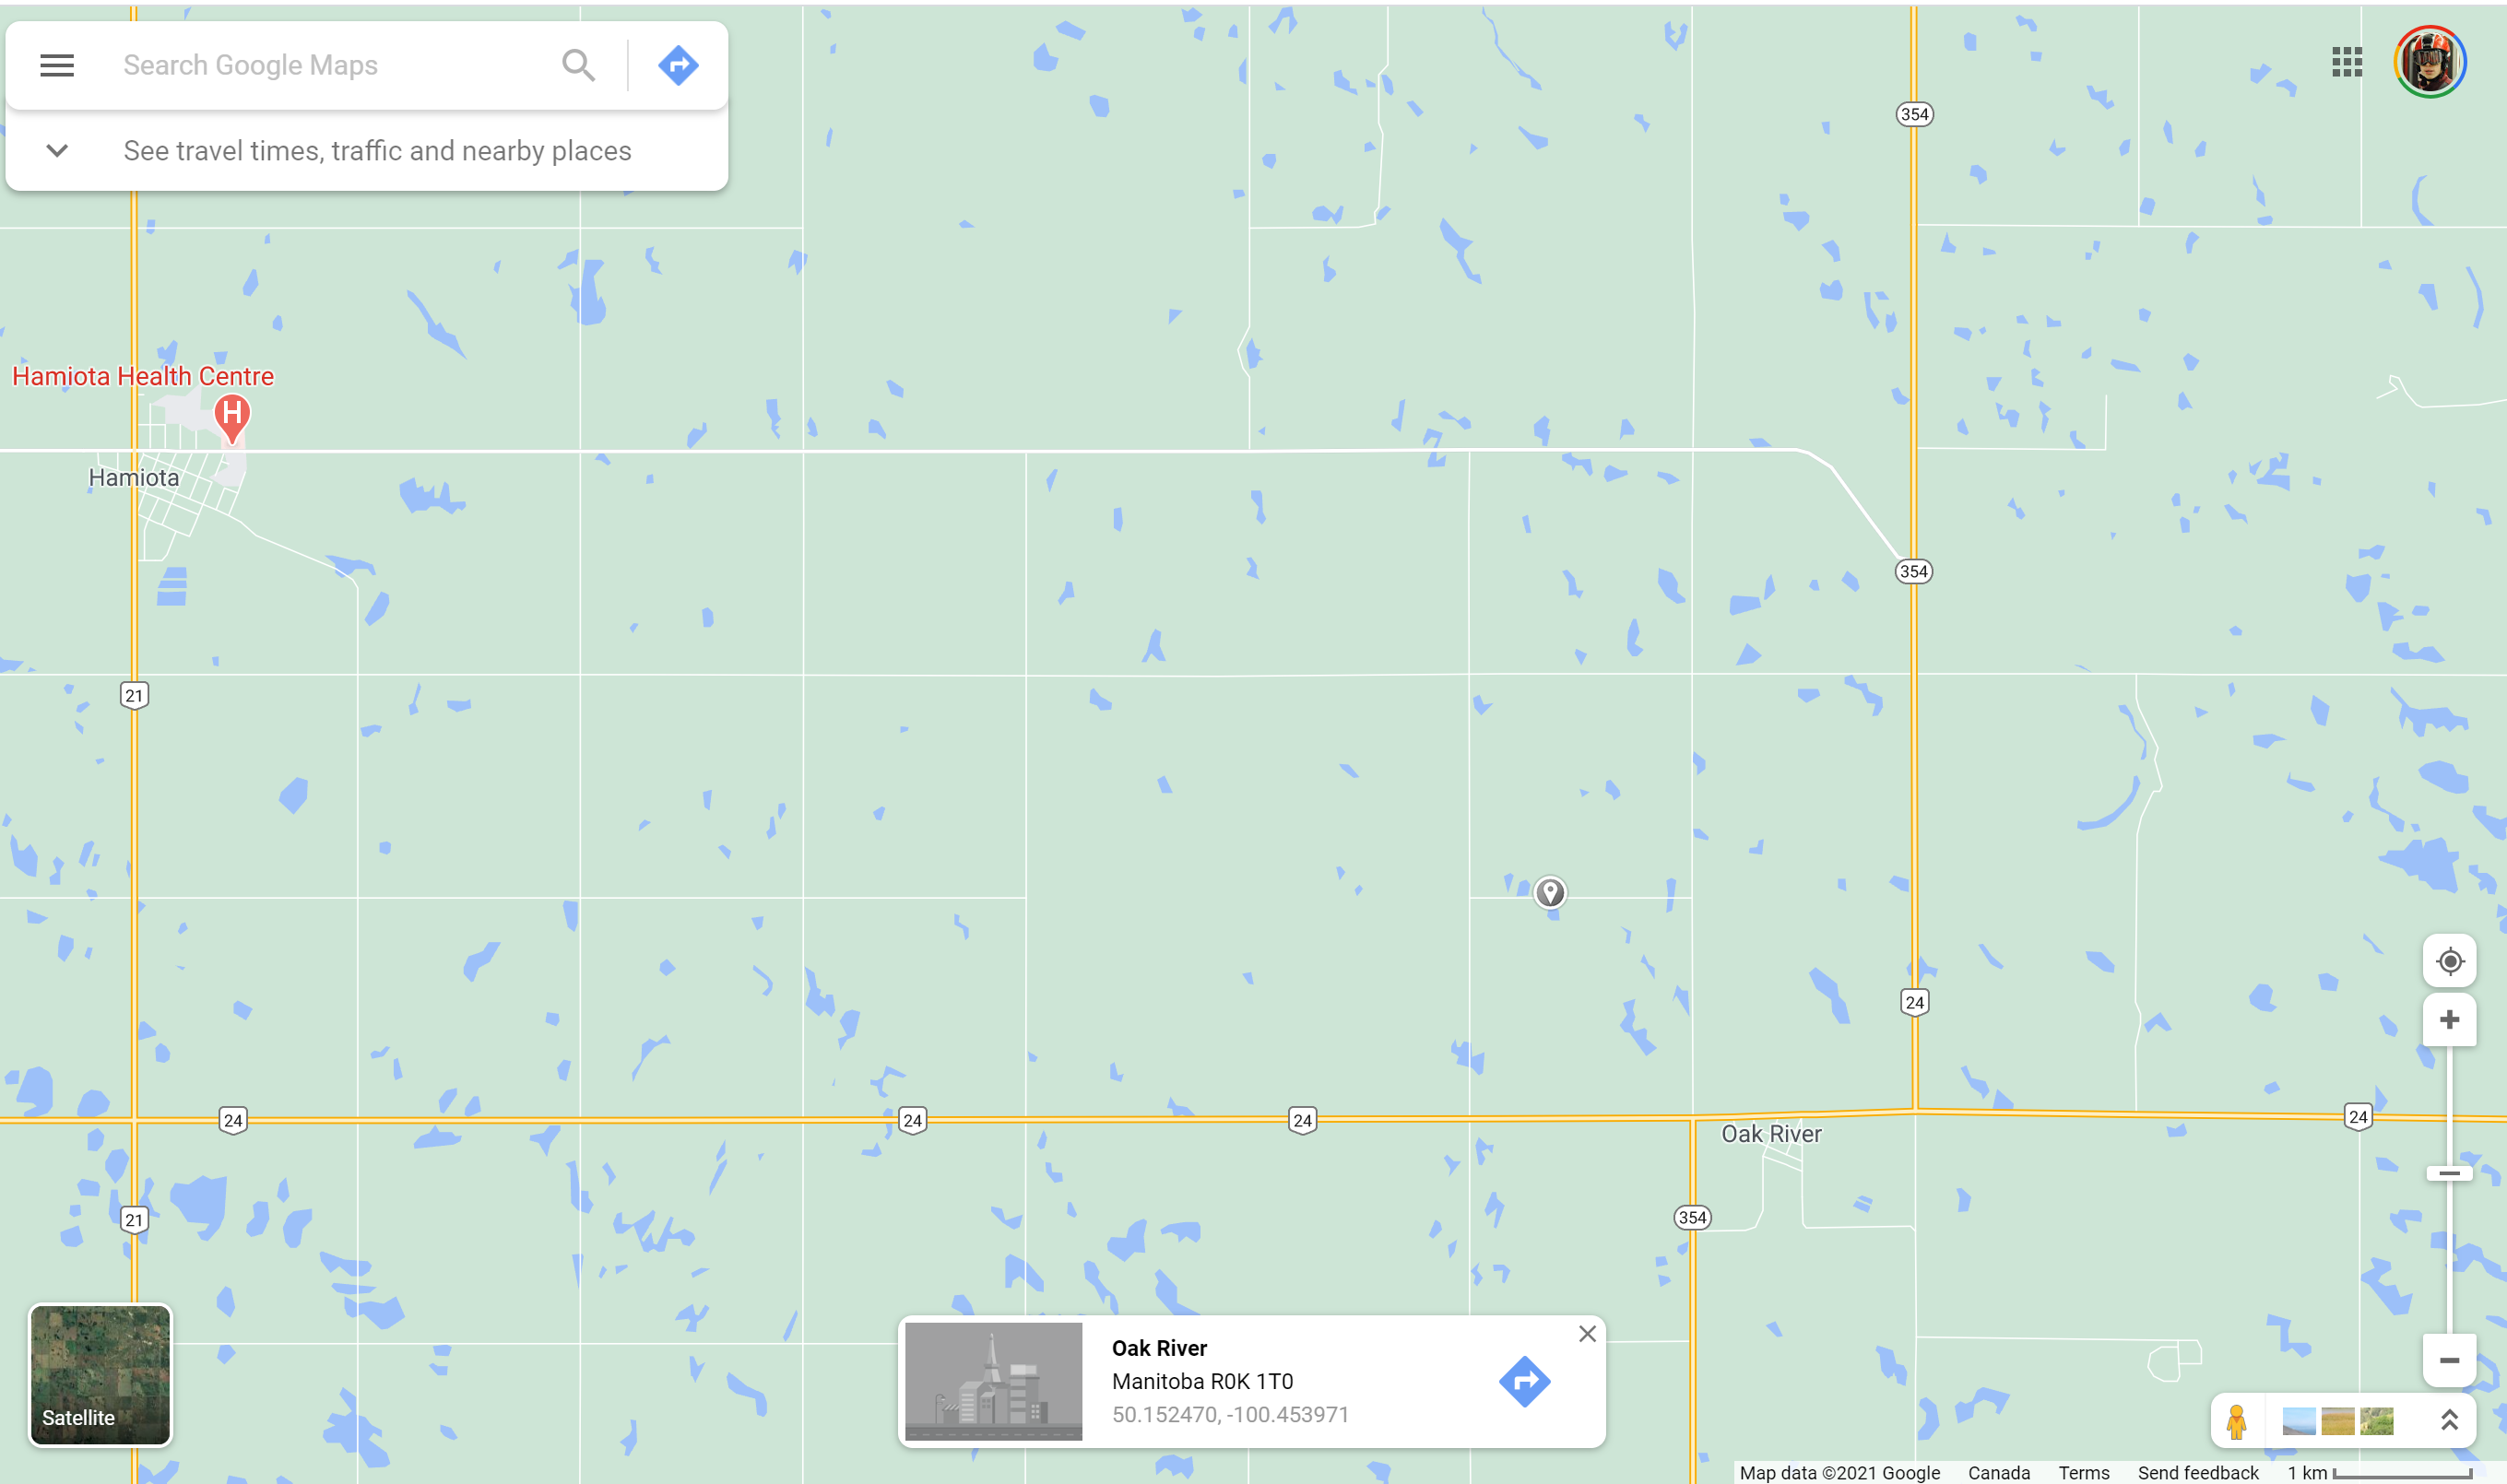 Search Google Maps
See travel times, traffic and nearby places
354
Hamiota Health Centre
H
Hamiota
354
21
24
24
24
24
24
Oak River
21
354
Oak River
Manitoba R0K 1T0
50.152470, -100.453971
Satellite
Map data ©2021 Google Canada Terms Send feedback 1 km